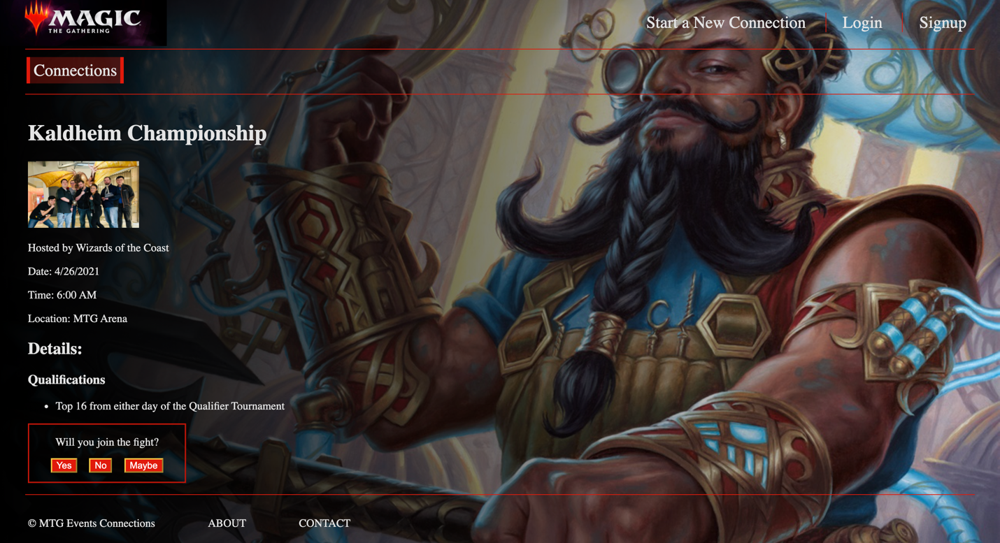 MAGIC
THE GATHERING
Start a New Connection
Login
Signup
Connections
Kaldheim Championship
Hosted by Wizards of the Coast
Date: 4/26/2021
Time: 6:00 AM
Location: MTG Arena
Details:
Qualifications
• Top 16 from either day of the Qualifier Tournament
Will you join the fight?
Yes No Maybe
© MTG Events Connections ABOUT CONTACT